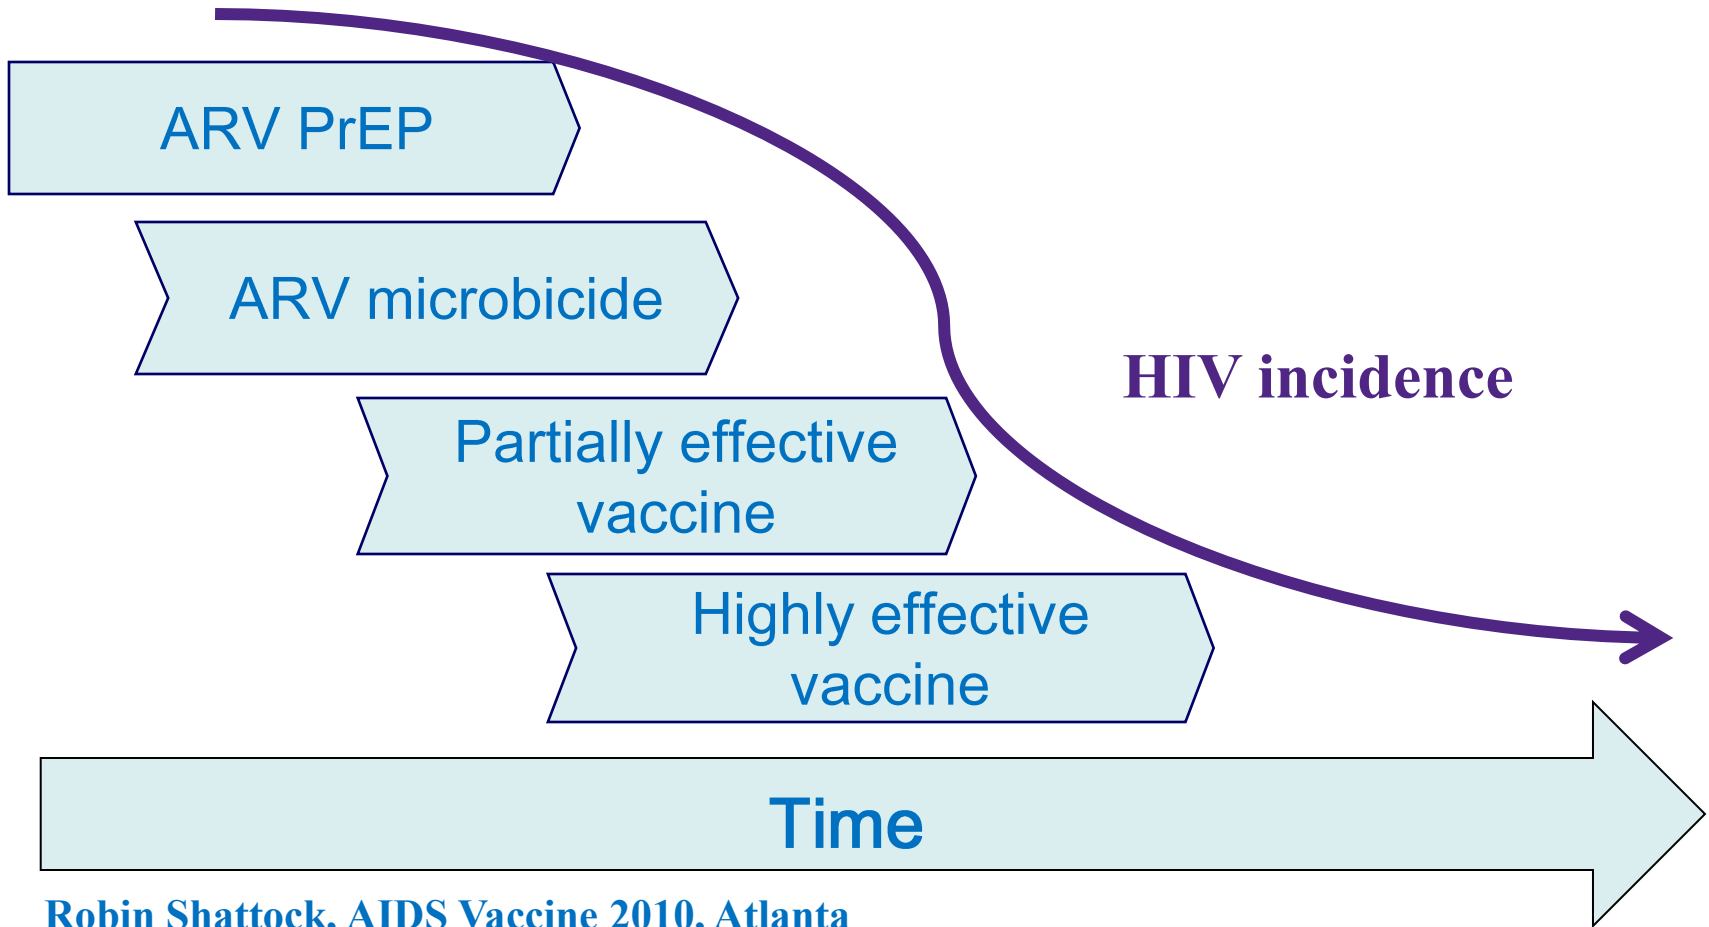 ARV PrEP
ARV microbicide
Partially effective
vaccine
HIV incidence
Highly effective
vaccine
Time
Robin Shattock, AIDS Vaccine 2010, Atlanta